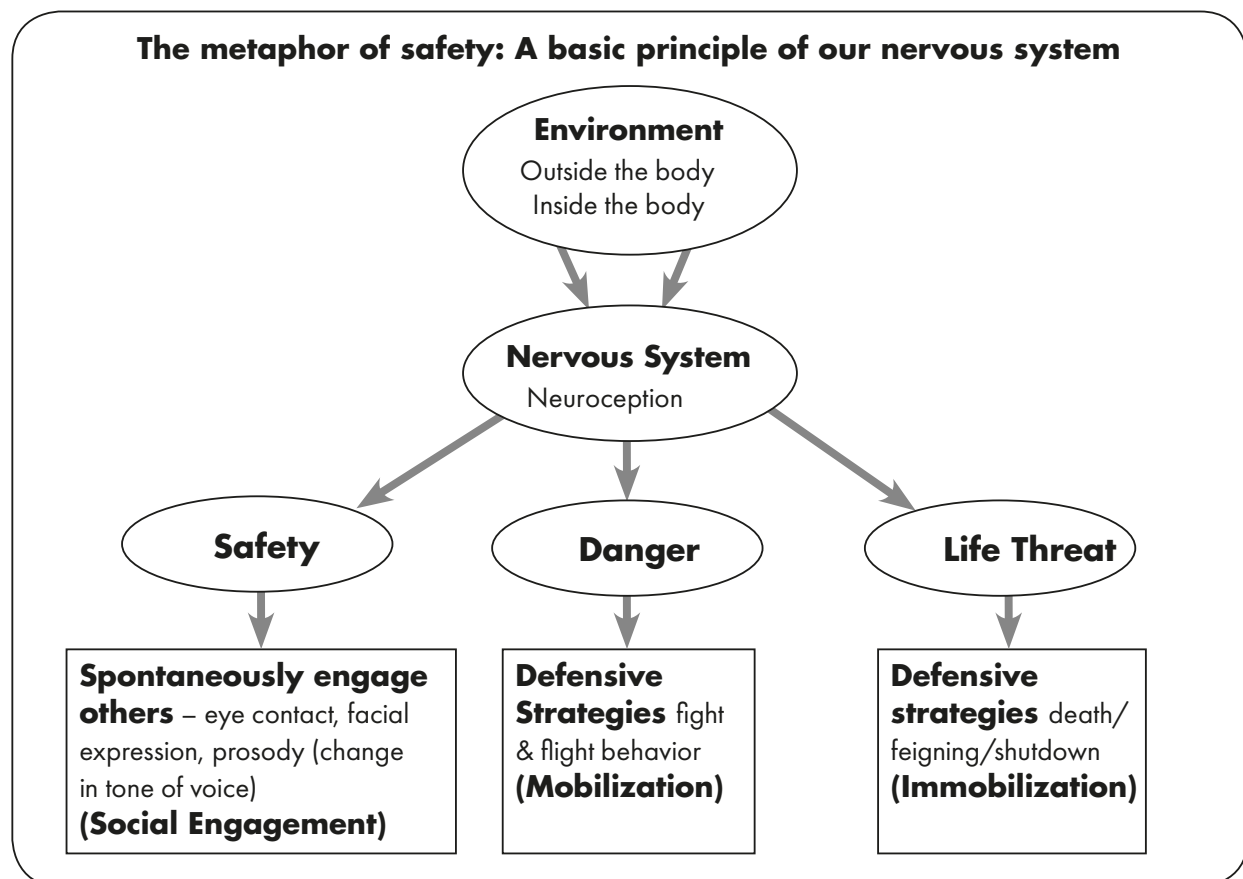 The metaphor of safety: A basic principle of our nervous system
Environment
Outside the body
Inside the body
Nervous System
Neuroception
Safety
Danger
Life Threat
Spontaneously engage
others – eye contact, facial
expression, prosody (change
in tone of voice)
(Social Engagement)
Defensive
Strategies fight
& flight behavior
(Mobilization)
Defensive
strategies death/
feigning/shutdown
(Immobilization)